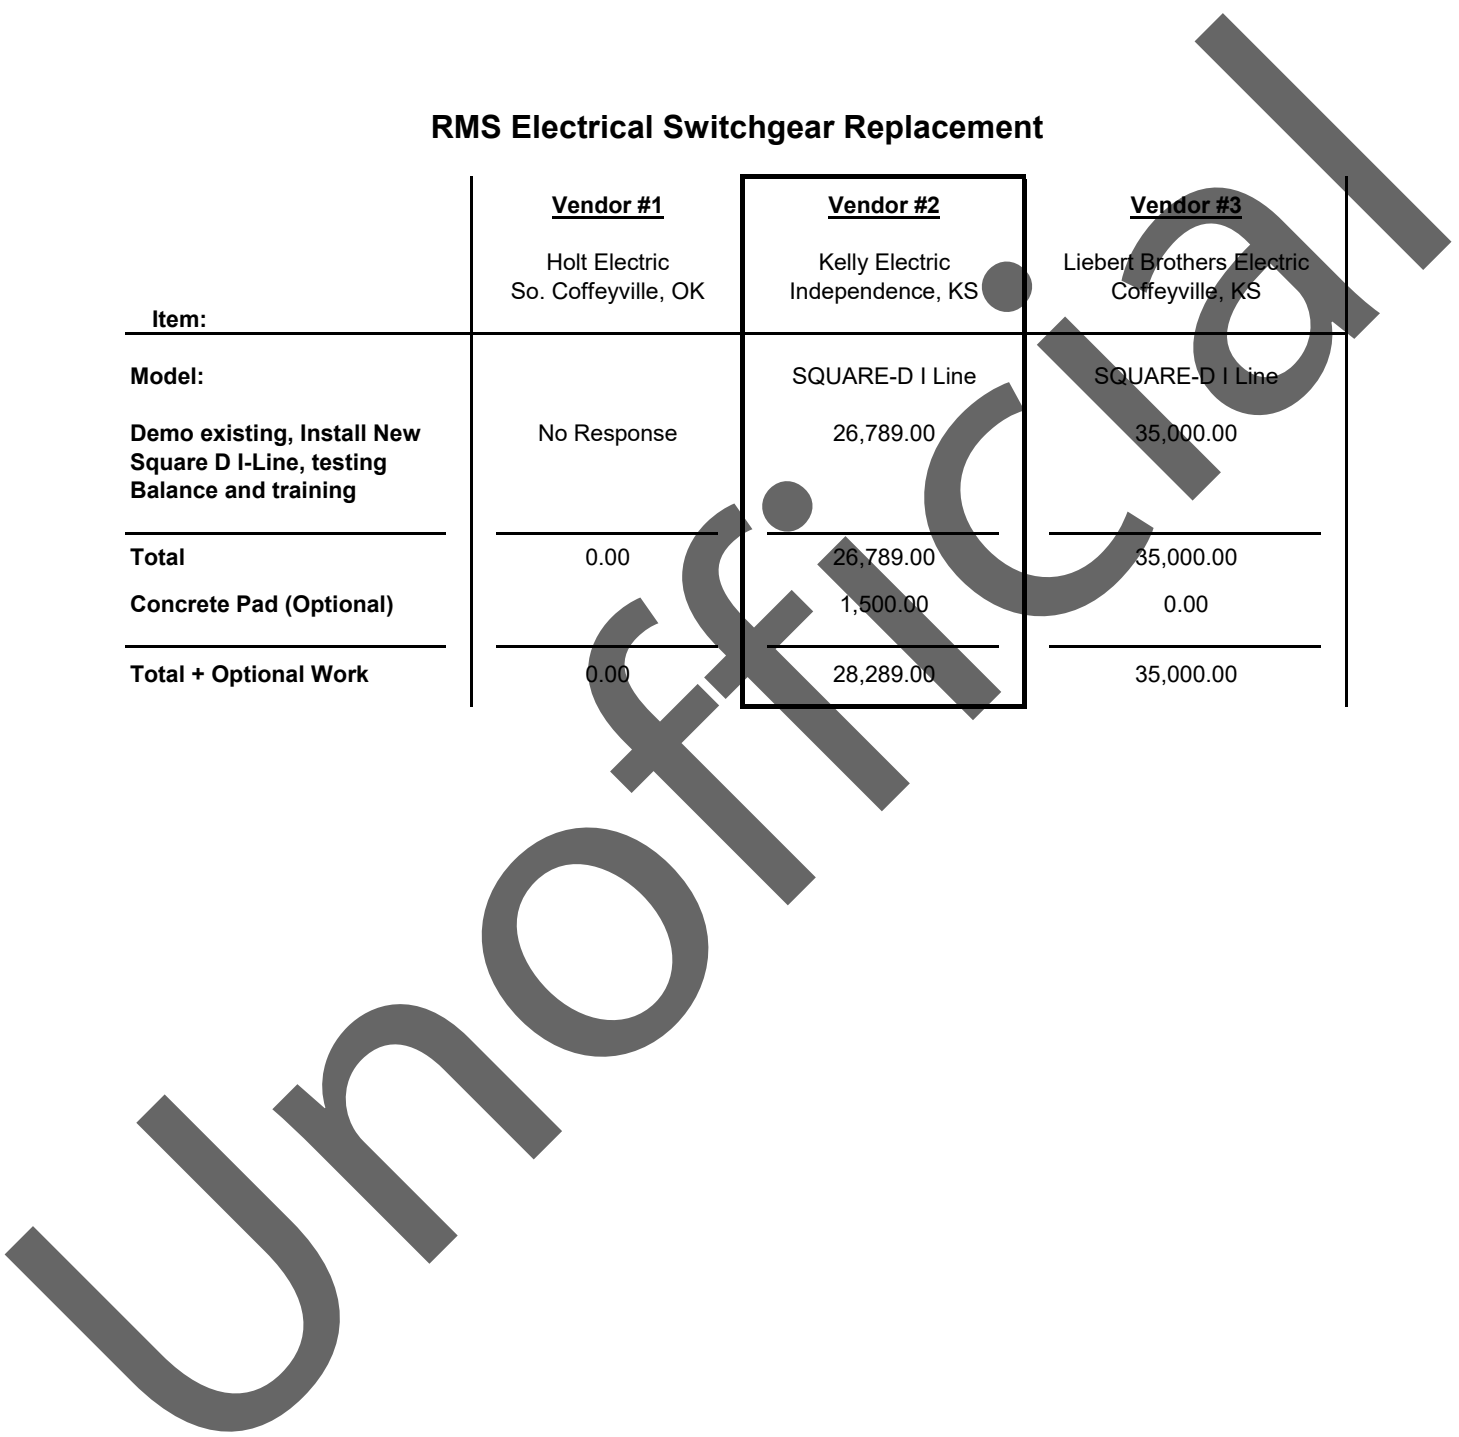 RMS Electrical Switchgear Replacement
Vendor #1 Vendor #2 Vendor #3
Holt Electric Kelly Electric Liebert Brothers Electric
So. Coffeyville, OK Independence, KS Coffeyville, KS
Item:
Model: SQUARE-D I Line SQUARE-D I Line
Demo existing, Install New No Response 26,789.00 35,000.00
Square D I-Line, testing
Balance and training
Total 0.00 26,789.00 35,000.00
Concrete Pad (Optional) 1,500.00 0.00
Total + Optional Work 0.00 28,289.00 35,000.00
Unofficial